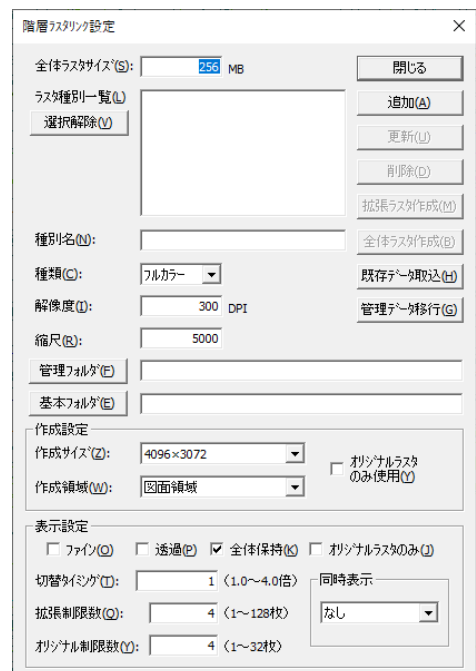 階層ラスタリンク設定
全体ラスタサイズ(S): 256 MB 閉じる
ラスタ種別一覧(L) 追加(A)
選択解除(V) 更新(U)
削除(D)
拡張ラスタ作成(M)
種別名(N): 全体ラスタ作成(B)
種類(C): フルカラー 既存データ取込(H)
解像度(I): 300 DPI 管理データ移行(G)
縮尺(R): 5000
管理フォルダ(F)
基本フォルダ(E)
作成設定
作成サイズ(Z): 4096×3072 オリジナルラスタ
のみ使用(Y)
作成領域(W): 図面領域
表示設定
ファイン(O) 透過(P) 全体保持(K) オリジナルラスタのみ(J)
切替タイミング(T): 1 (1.0～4.0倍) 同時表示
拡張制限数(Q): 4 (1～128枚) なし
オリジナル制限数(Y): 4 (1～32枚)